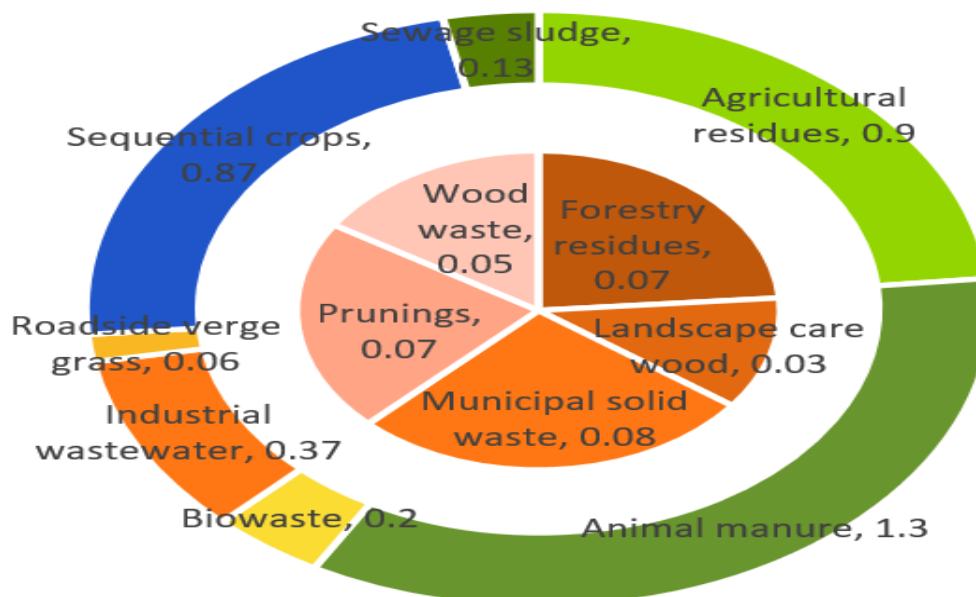 Sewage sludge,
0.13
Agricultural
residues, 0.9
Sequential crops,
0.87
Wood
waste,
0.05
Forestry
residues,
0.07
Roadside verge
grass, 0.06
Prunings,
0.07
Landscape care
wood, 0.03
Industrial
wastewater, 0.37
Municipal solid
waste, 0.08
Biowaste, 0.2
Animal manure, 1.3